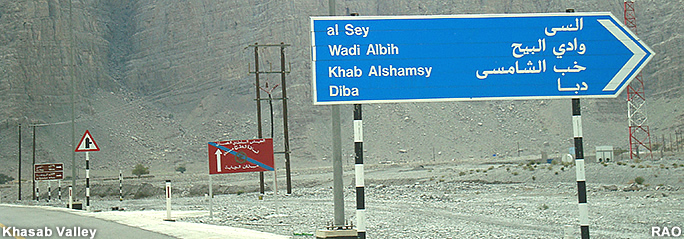 al Sey السى
Wadi Albih وادي البيح
Khab Alshamsy خب الشامسى
Diba دبا
Khasab Valley
RAO